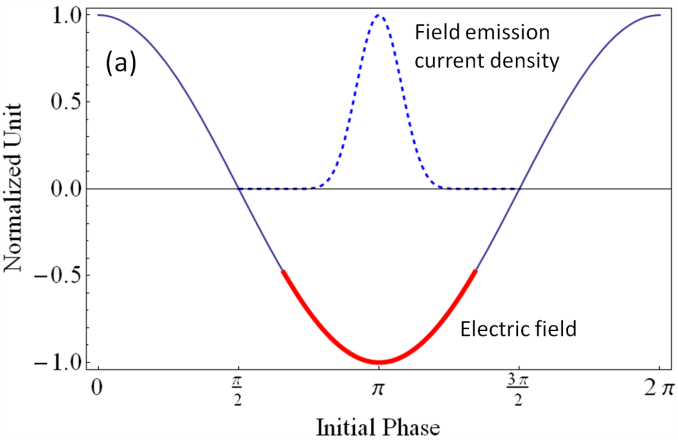 1.0
(a)
Field emission
current density
0.5
Normalized Unit
0.0
−0.5
Electric field
−1.0
0
π/2
π
3π/2
2π
Initial Phase